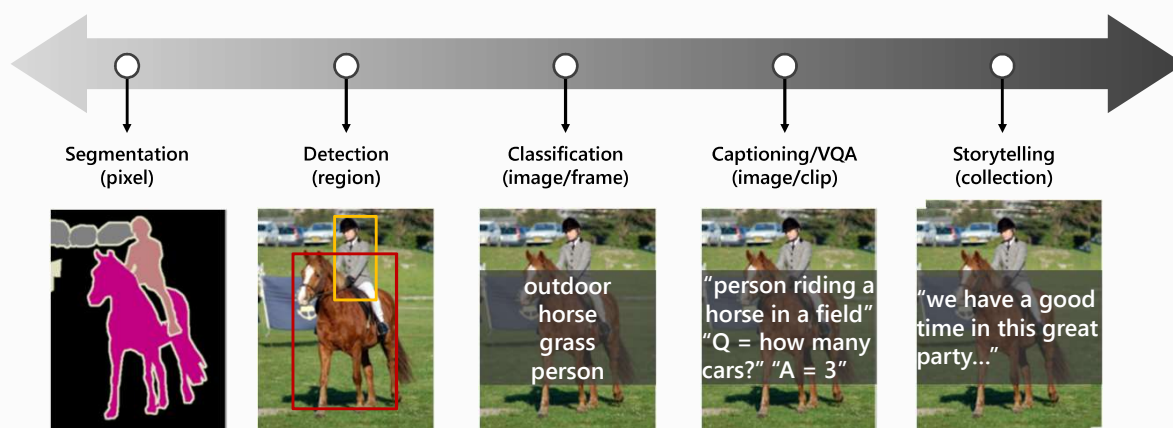 Segmentation
(pixel)
Detection
(region)
Classification
(image/frame)
Captioning/VQA
(image/clip)
Storytelling
(collection)
outdoor
horse
grass
person
“person riding a
horse in a field”
“Q = how many
cars?” “A = 3”
“we have a good
time in this great
party…”